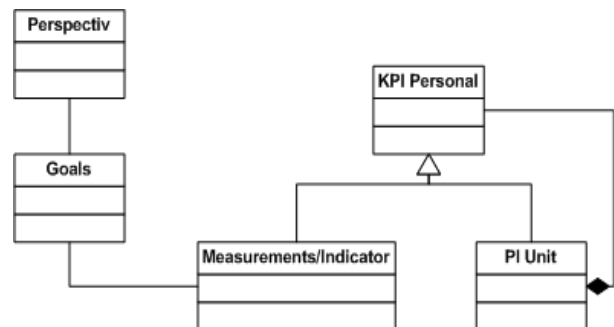 Perspectiv
KPI Personal
Goals
Measurements/Indicator
PI Unit